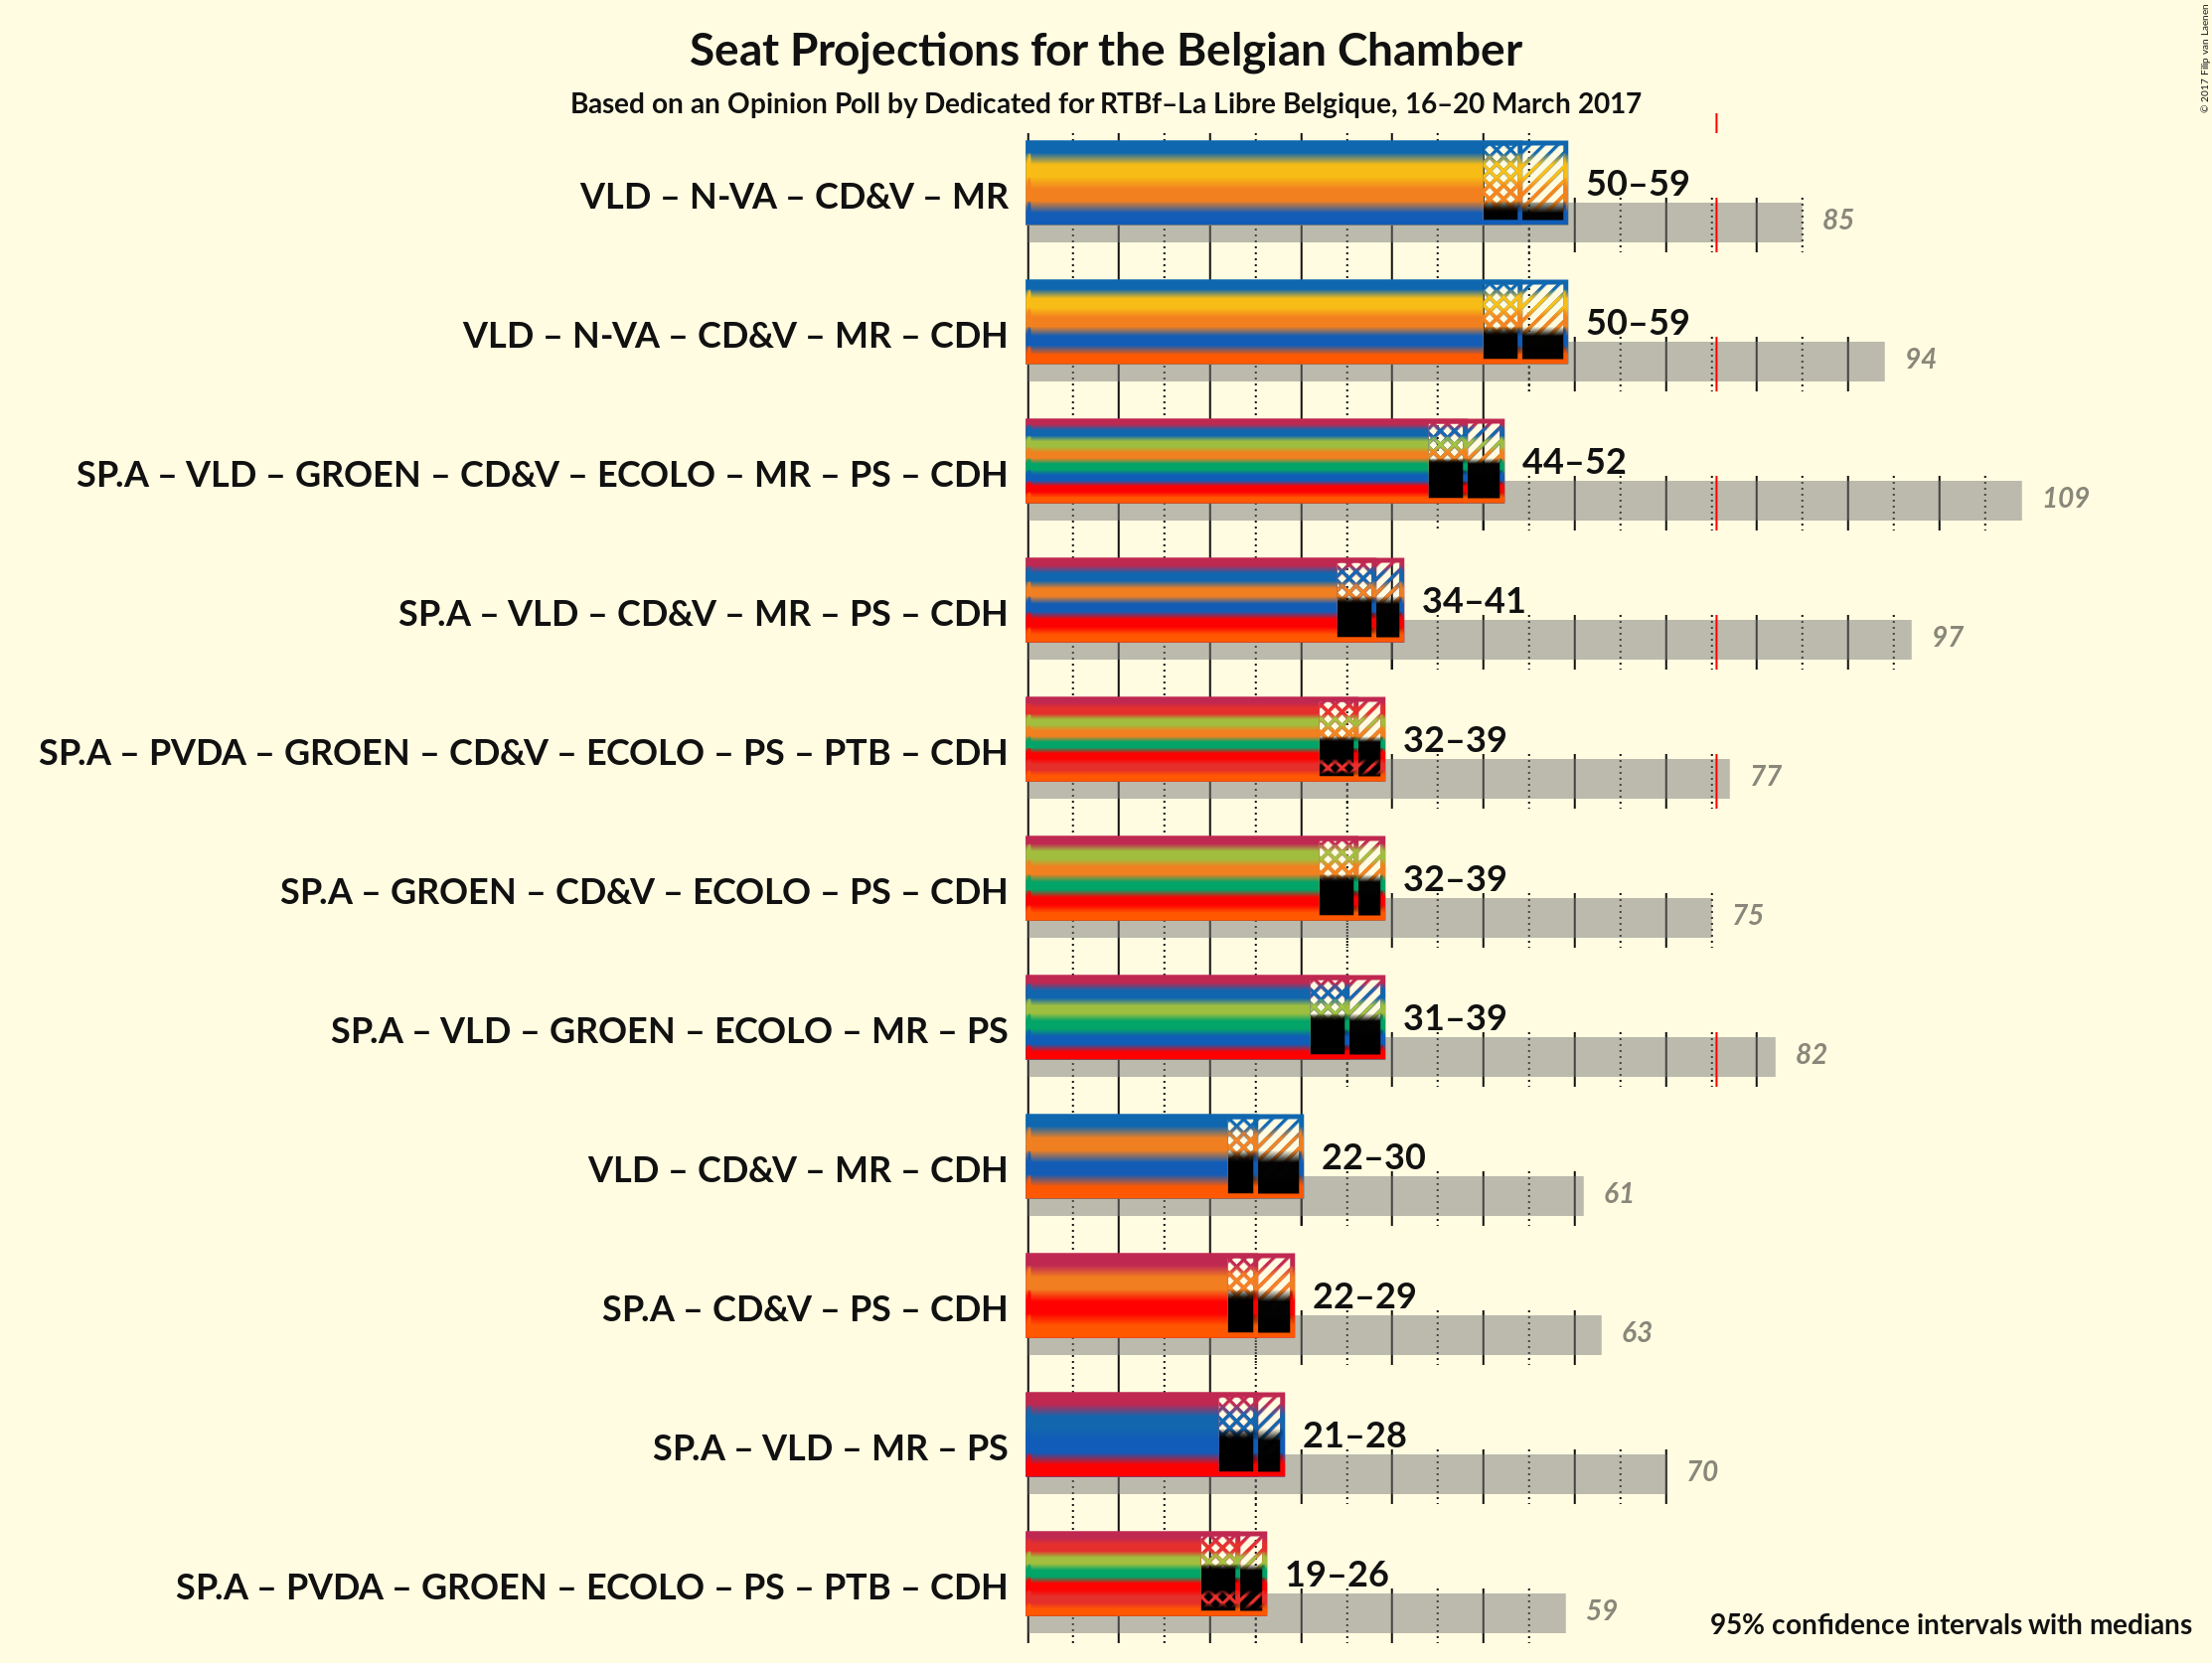 Seat Projections for the Belgian Chamber
Based on an Opinion Poll by Dedicated for RTBf–La Libre Belgique, 16–20 March 2017
© 2017 Filip van Laenen
VLD – N-VA – CD&V – MR
50–59
85
VLD – N-VA – CD&V – MR – CDH
50–59
94
SP.A – VLD – GROEN – CD&V – ECOLO – MR – PS – CDH
44–52
109
SP.A – VLD – CD&V – MR – PS – CDH
34–41
97
SP.A – PVDA – GROEN – CD&V – ECOLO – PS – PTB – CDH
32–39
77
SP.A – GROEN – CD&V – ECOLO – PS – CDH
32–39
75
SP.A – VLD – GROEN – ECOLO – MR – PS
31–39
82
VLD – CD&V – MR – CDH
22–30
61
SP.A – CD&V – PS – CDH
22–29
63
SP.A – VLD – MR – PS
21–28
70
SP.A – PVDA – GROEN – ECOLO – PS – PTB – CDH
19–26
59
95% confidence intervals with medians